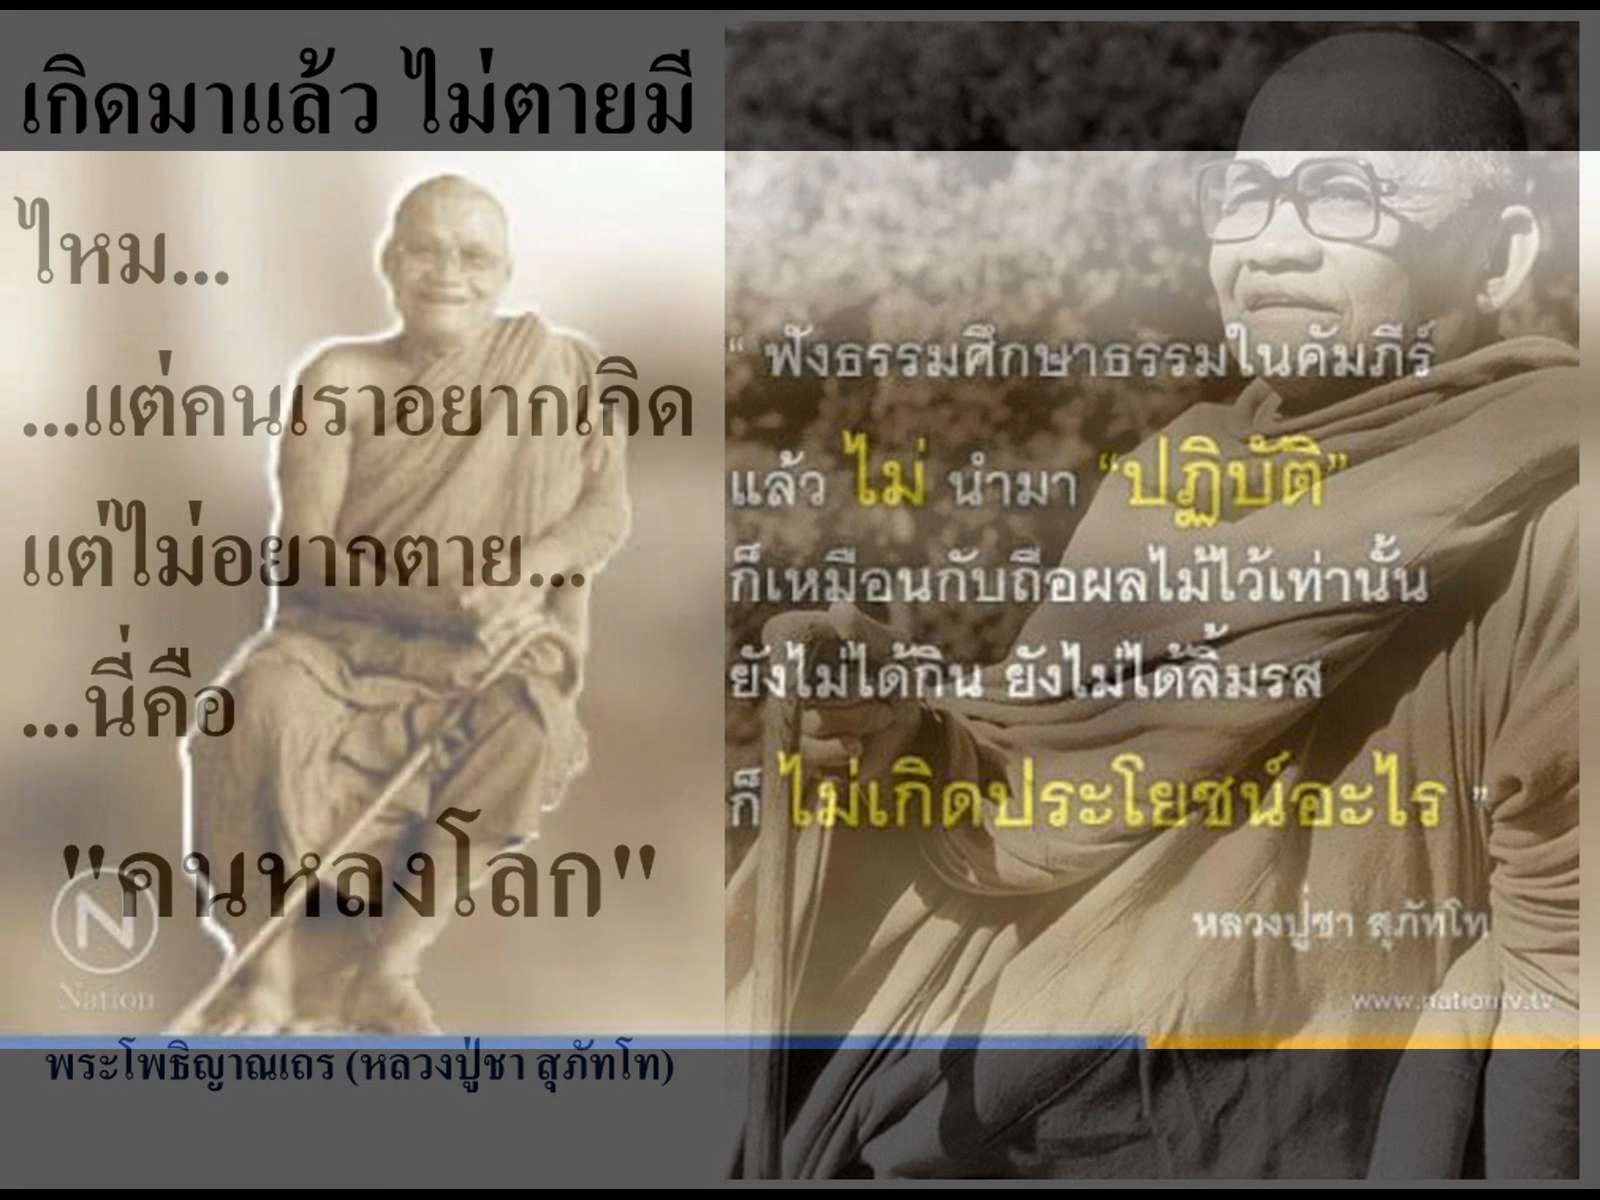 เกิดมาแล้ว ไม่ตายมี
ไหม...
...แต่คนเราอยากเกิด
แต่ไม่อยากตาย...
...นี่คือ
"คนหลงโลก"
N
Nation
พระโพธิญาณเถร (หลวงปู่ชา สุภัทโท)
“ ฟังธรรมศึกษาธรรมในคัมภีร์
แล้ว ไม่ นำมา “ปฏิบัติ”
ก็เหมือนกับถือผลไม้ไว้เท่านั้น
ยังไม่ได้กิน ยังไม่ได้ลิ้มรส
ก็ ไม่เกิดประโยชน์อะไร ”
หลวงปู่ชา สุภัทโท
www.nationtv.tv